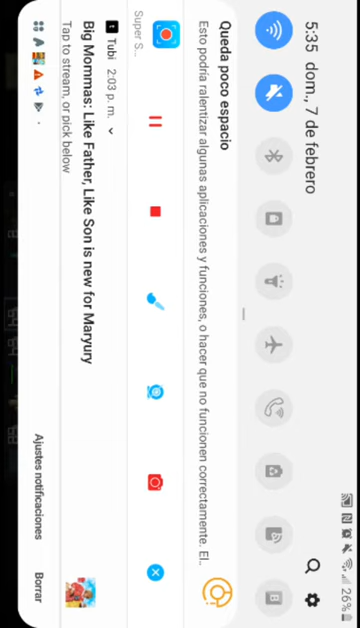 26%
5:35 dom., 7 de febrero
Queda poco espacio
Esto podría ralentizar algunas aplicaciones y funciones, o hacer que no funcionen correctamente. El..
Super S...
Tubi 2:03 p. m.
Big Mommas: Like Father, Like Son is new for Maryury
Tap to stream, or pick below
Ajustes notificaciones Borrar